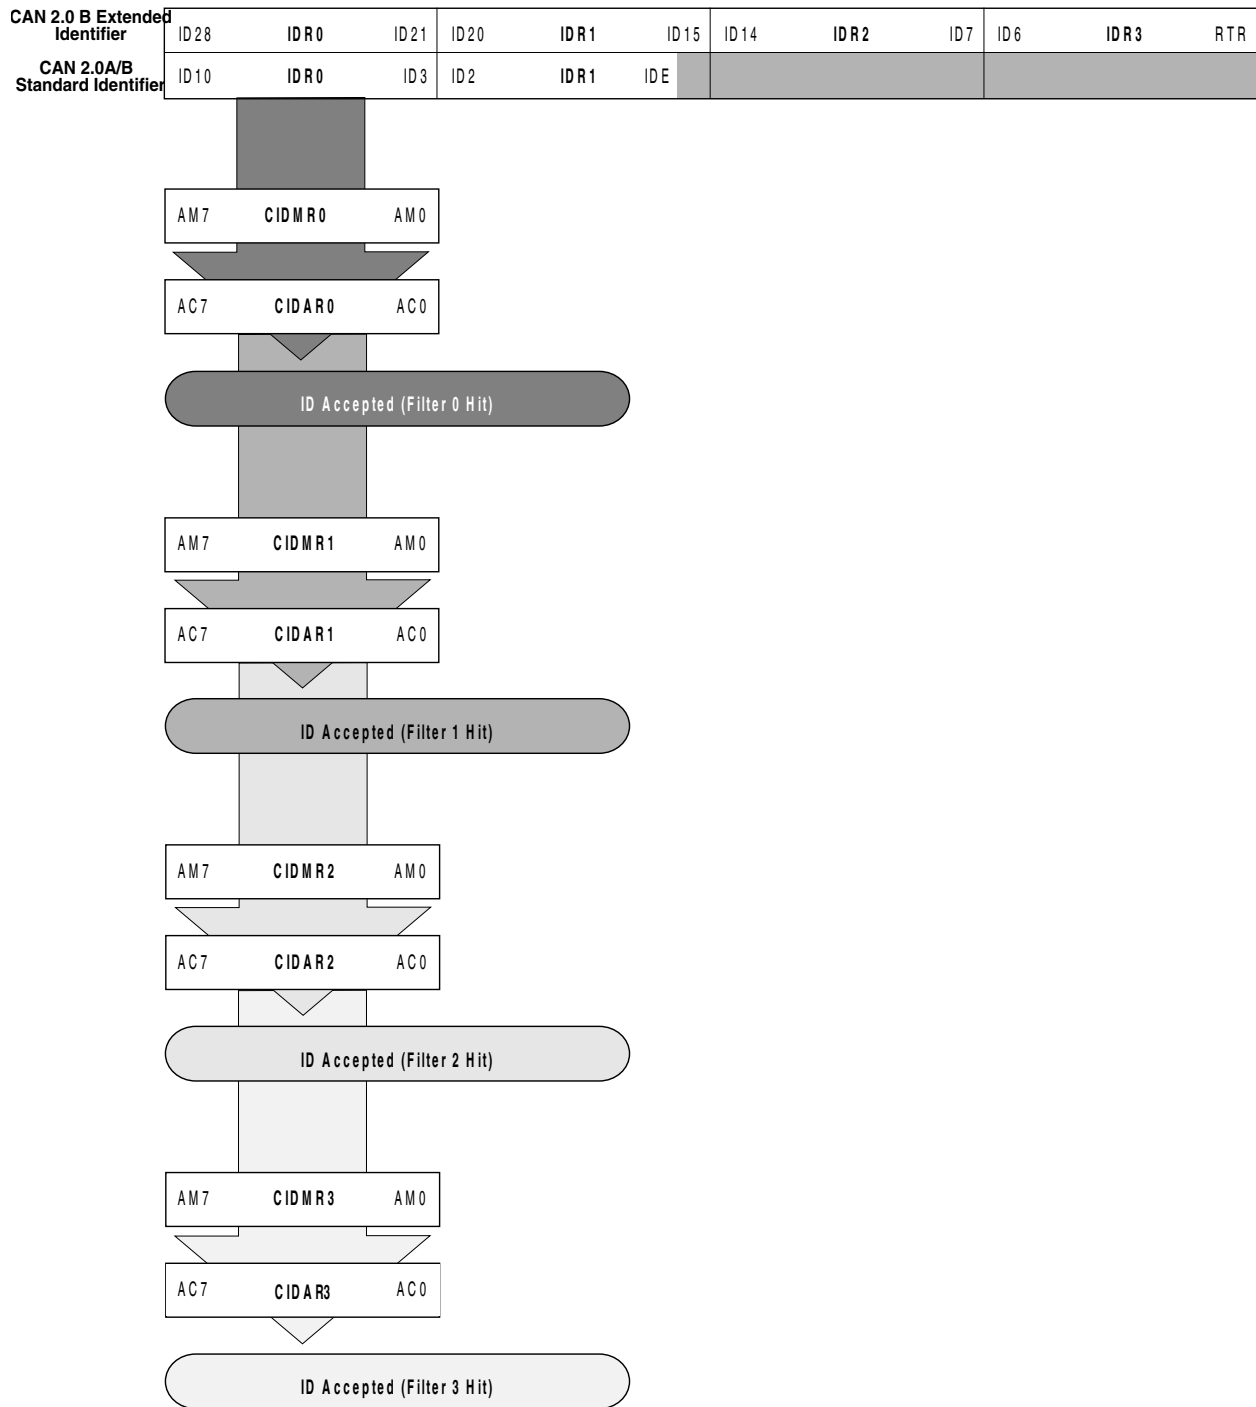 CAN 2.0 B Extended
Identifier
ID28 IDR0 ID21 ID20 IDR1 ID15 ID14 IDR2 ID7 ID6 IDR3 RTR
CAN 2.0A/B
Standard Identifier
ID10 IDR0 ID3 ID2 IDR1 IDE
AM7 CIDMR0 AM0
AC7 CIDAR0 AC0
ID Accepted (Filter 0 Hit)
AM7 CIDMR1 AM0
AC7 CIDAR1 AC0
ID Accepted (Filter 1 Hit)
AM7 CIDMR2 AM0
AC7 CIDAR2 AC0
ID Accepted (Filter 2 Hit)
AM7 CIDMR3 AM0
AC7 CIDAR3 AC0
ID Accepted (Filter 3 Hit)